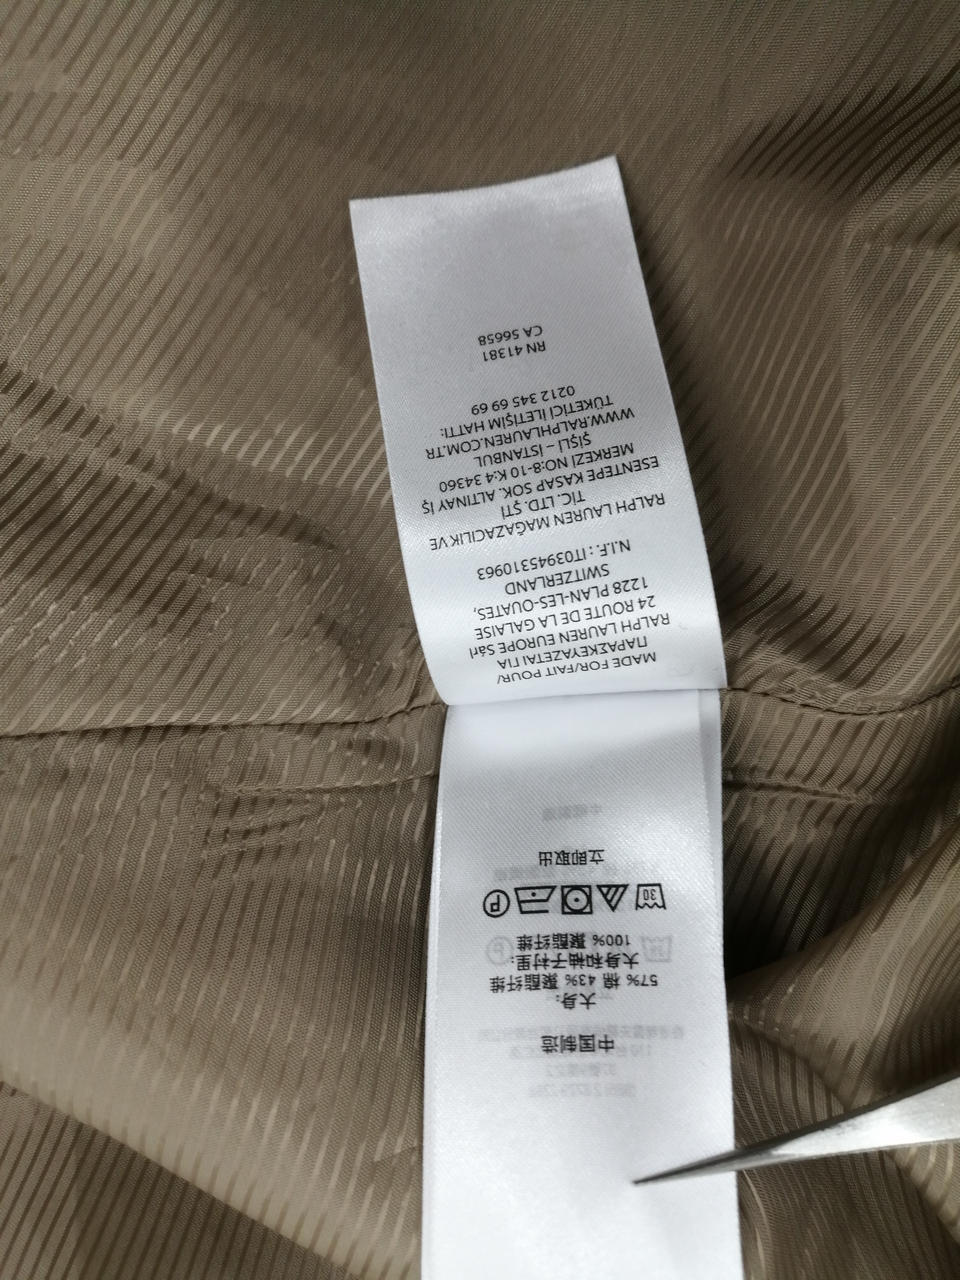 中国制造
大身:
57% 棉 43% 聚酯纤维
大身和袖子衬里:
100% 聚酯纤维
30
P
立即取出
MADE FOR/FAIT POUR/
ΠΑΡΑΣΚΕΥΑΖΕΤΑΙ ΓΙΑ
RALPH LAUREN EUROPE Sàrl
24 ROUTE DE LA GALAISE
1228 PLAN-LES-OUATES,
SWITZERLAND
N.I.F.: IT03945310963
RALPH LAUREN MAĞAZACILIK VE
TİC. LTD. ŞTİ
ESENTEPE KASAP SOK. ALTINAY İŞ
MERKEZİ NO:8-10 K:4 34360
ŞİŞLİ – İSTANBUL
WWW.RALPHLAUREN.COM.TR
TÜKETİCİ İLETİŞİM HATTI:
0212 345 69 69
RN 41381
CA 56658